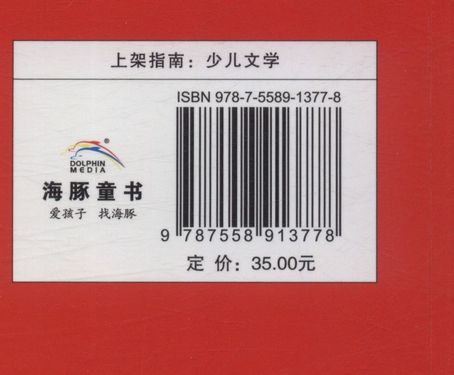 上架指南：少儿文学
ISBN 978-7-5589-1377-8
DOLPHIN
MEDIA
海豚童书
爱孩子 找海豚
9 787558 913778
定 价：35.00元